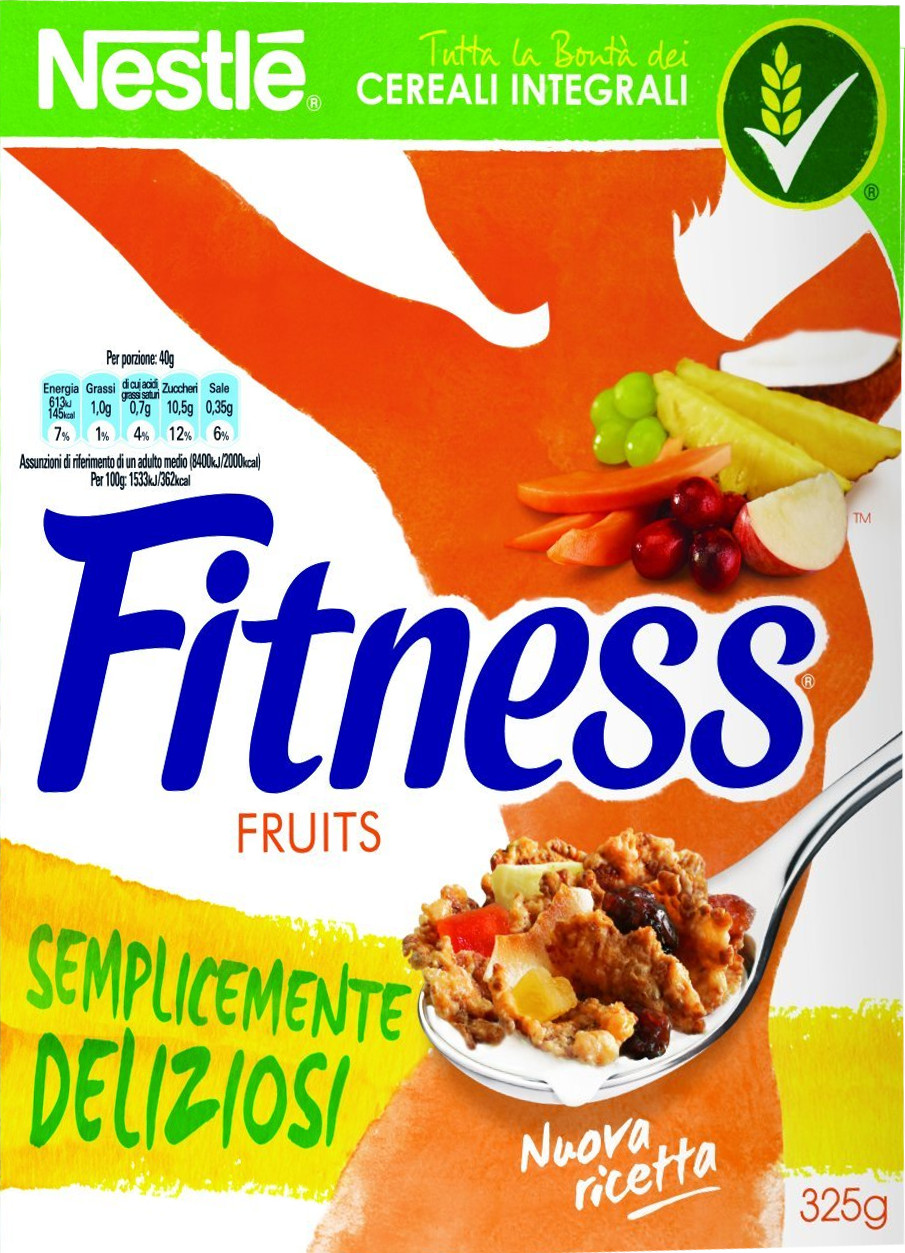 Nestlé®
Tutta la Bontà dei
CEREALI INTEGRALI
®
Per porzione: 40g
Energia
613kJ
145kcal
7%
Grassi
1,0g
1%
di cui acidi
grassi saturi
0,7g
4%
Zuccheri
10,5g
12%
Sale
0,35g
6%
Assunzioni di riferimento di un adulto medio (8400kJ/2000kcal)
Per 100g: 1533kJ/362kcal
TM
Fitness®
FRUITS
SEMPLICEMENTE
DELIZIOSI
Nuova
ricetta
325g